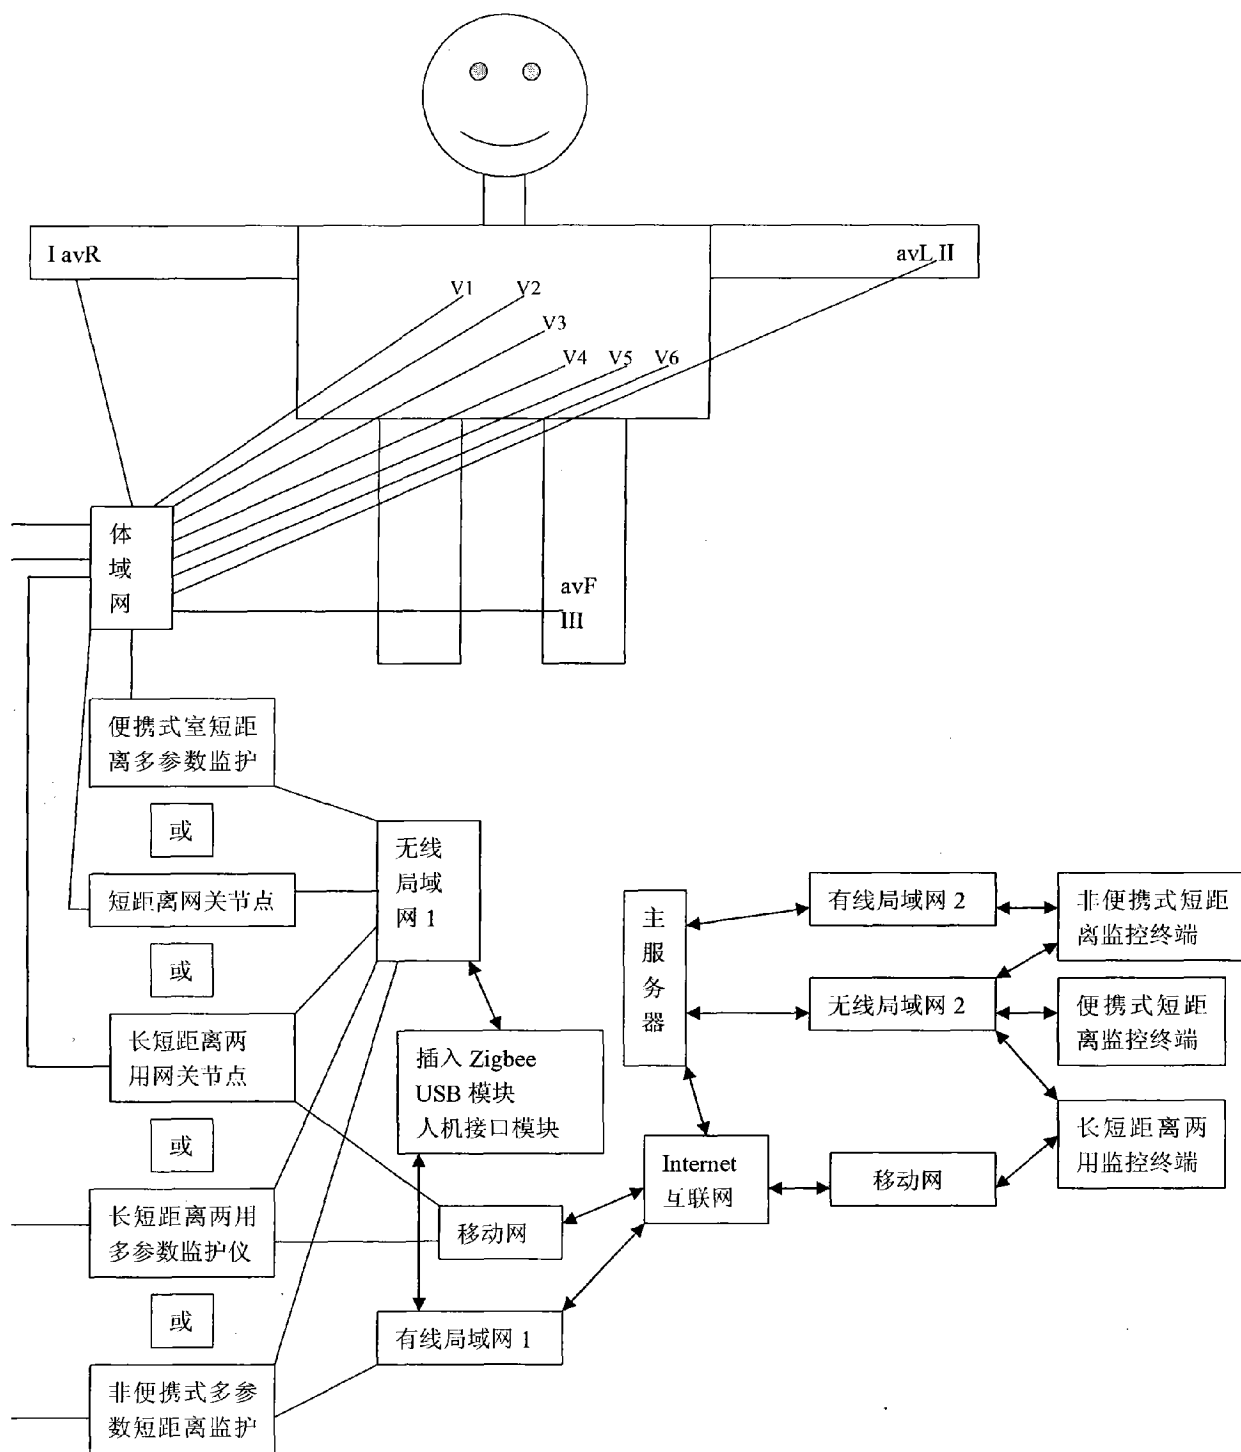 I avR
avL II
V1
V2
V3
V4
V5
V6
体
域
网
avF
III
便携式室短距
离多参数监护
或
无线
局域
网 1
短距离网关节点
或
长短距离两
用网关节点
或
长短距离两用
多参数监护仪
或
非便携式多参
数短距离监护
插入 Zigbee
USB 模块
人机接口模块
移动网
有线局域网 1
主
服
务
器
Internet
互联网
有线局域网 2
无线局域网 2
移动网
非便携式短距
离监控终端
便携式短距
离监控终端
长短距离两
用监控终端